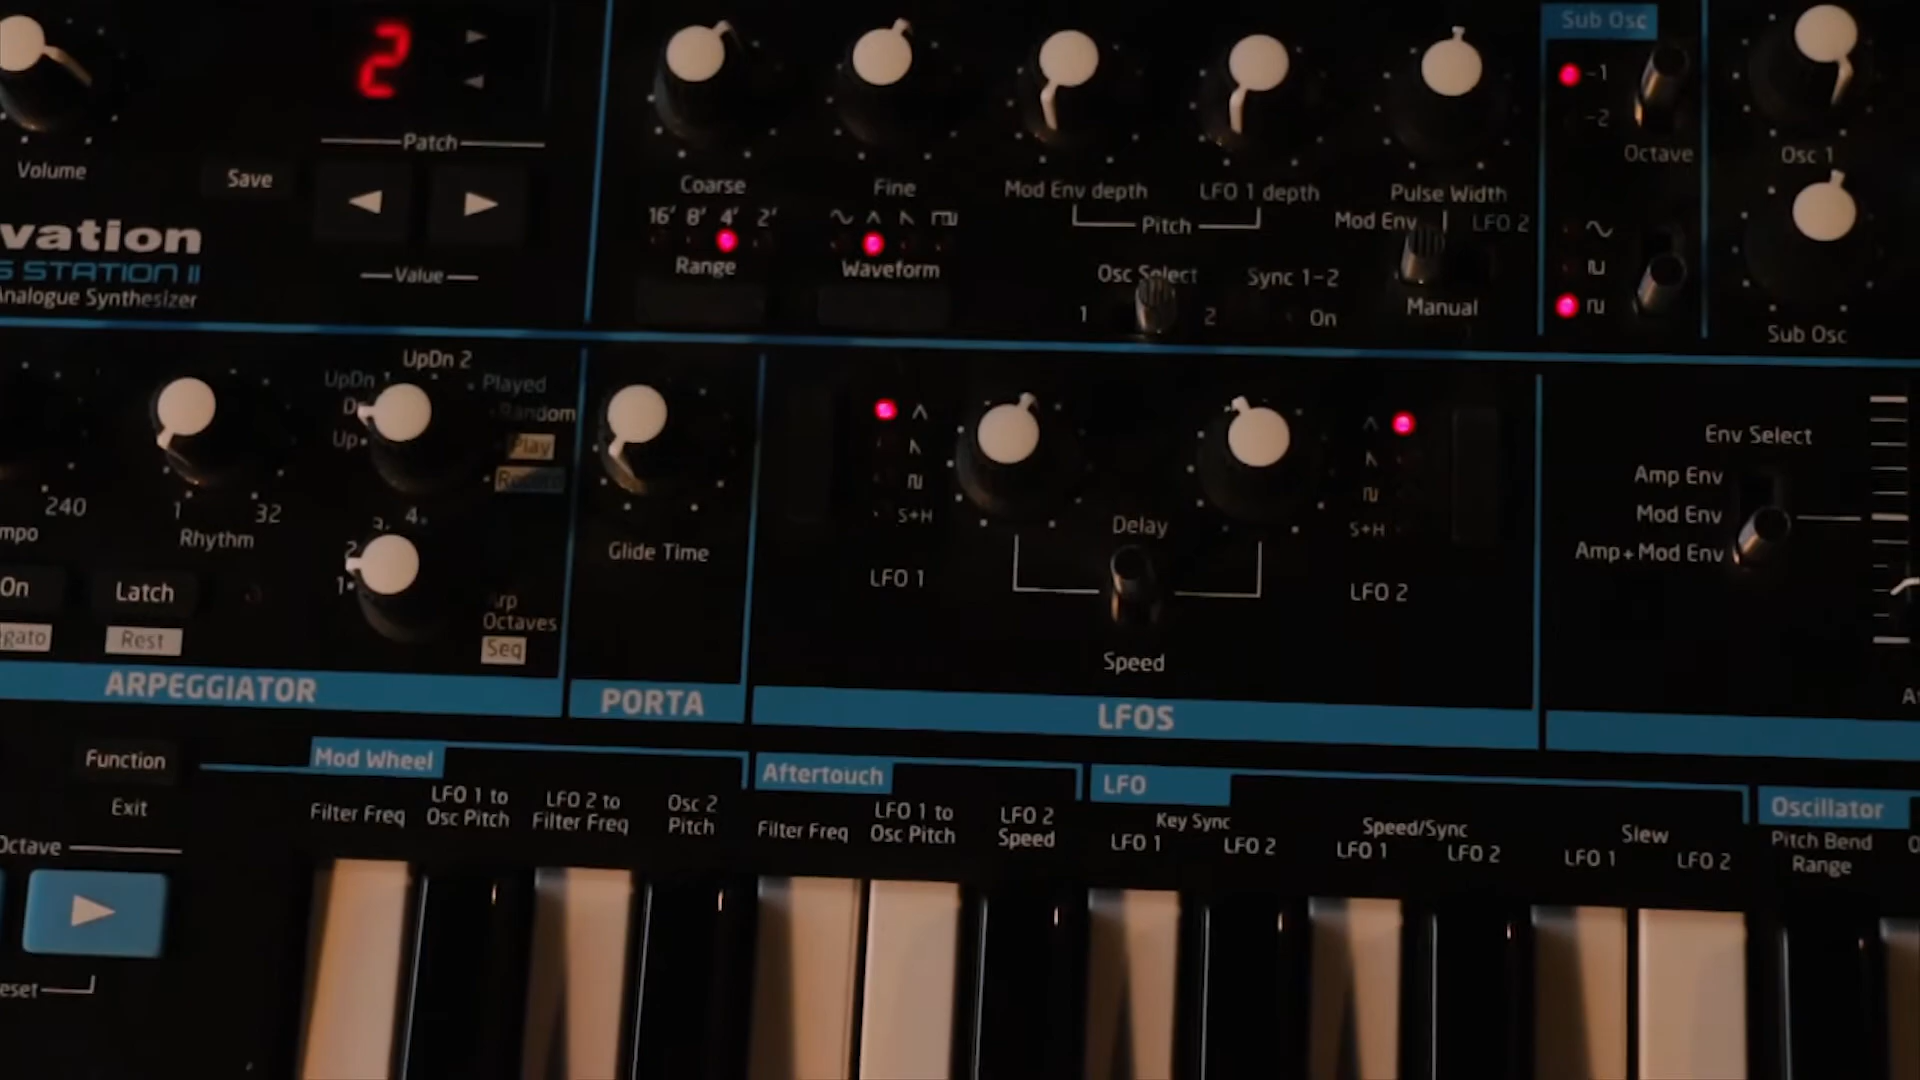 2
Patch
Save
Value
Volume
vation
S STATION II
Analogue Synthesizer
Coarse
Fine
Mod Env depth
LFO 1 depth
Pulse Width
16' 8' 4' 2'
Range
Waveform
Pitch
Mod Env
LFO 2
Osc Select
1
2
Sync 1-2
On
Manual
Sub Osc
-1
-2
Octave
Osc 1
Sub Osc
240
mpo
1
32
Rhythm
UpDn 1
UpDn 2
Played
Random
Up
Play
Record
On
Latch
gato
Rest
1
2
3
4
Arp
Octaves
Seq
ARPEGGIATOR
Glide Time
PORTA
S+H
LFO 1
Delay
Speed
S+H
LFO 2
LFOS
Env Select
Amp Env
Mod Env
Amp+Mod Env
Function
Exit
Octave
eset
Mod Wheel
Filter Freq
LFO 1 to
Osc Pitch
LFO 2 to
Filter Freq
Osc 2
Pitch
Aftertouch
Filter Freq
LFO 1 to
Osc Pitch
LFO 2
Speed
LFO
Key Sync
LFO 1
LFO 2
Speed/Sync
LFO 1
LFO 2
Slew
LFO 1
LFO 2
Oscillator
Pitch Bend
Range